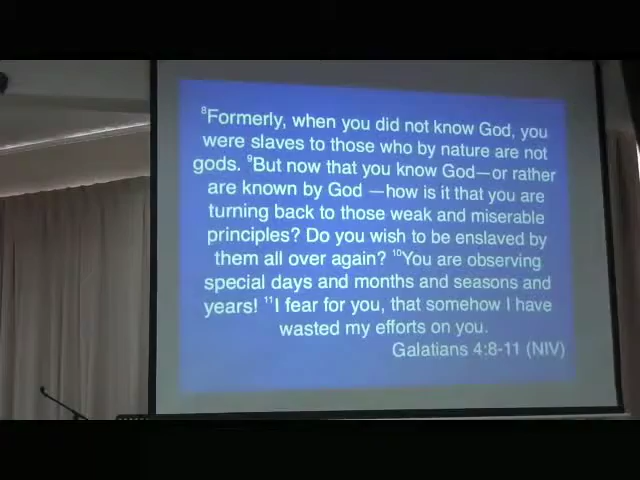 ⁸Formerly, when you did not know God, you
were slaves to those who by nature are not
gods. ⁹But now that you know God—or rather
are known by God —how is it that you are
turning back to those weak and miserable
principles? Do you wish to be enslaved by
them all over again? ¹⁰You are observing
special days and months and seasons and
years! ¹¹I fear for you, that somehow I have
wasted my efforts on you.
Galatians 4:8-11 (NIV)